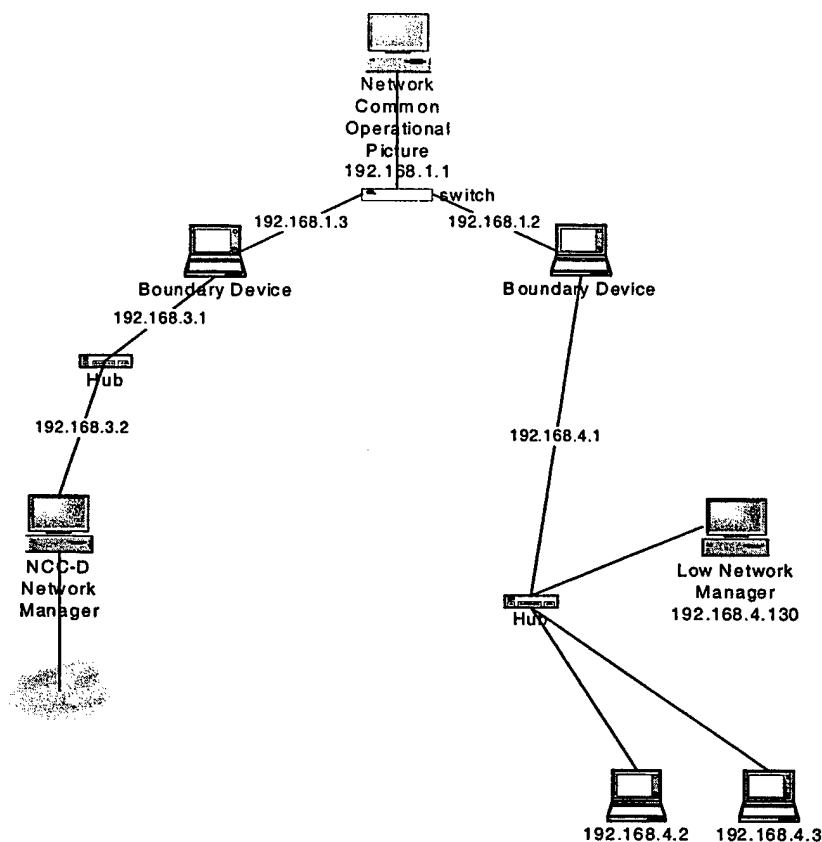 Network
Common
Operational
Picture
192.168.1.1
switch
192.168.1.3
192.168.1.2
Boundary Device
Boundary Device
192.168.3.1
Hub
192.168.3.2
192.168.4.1
NCC-D
Network
Manager
Low Network
Manager
192.168.4.130
Hub
192.168.4.2
192.168.4.3